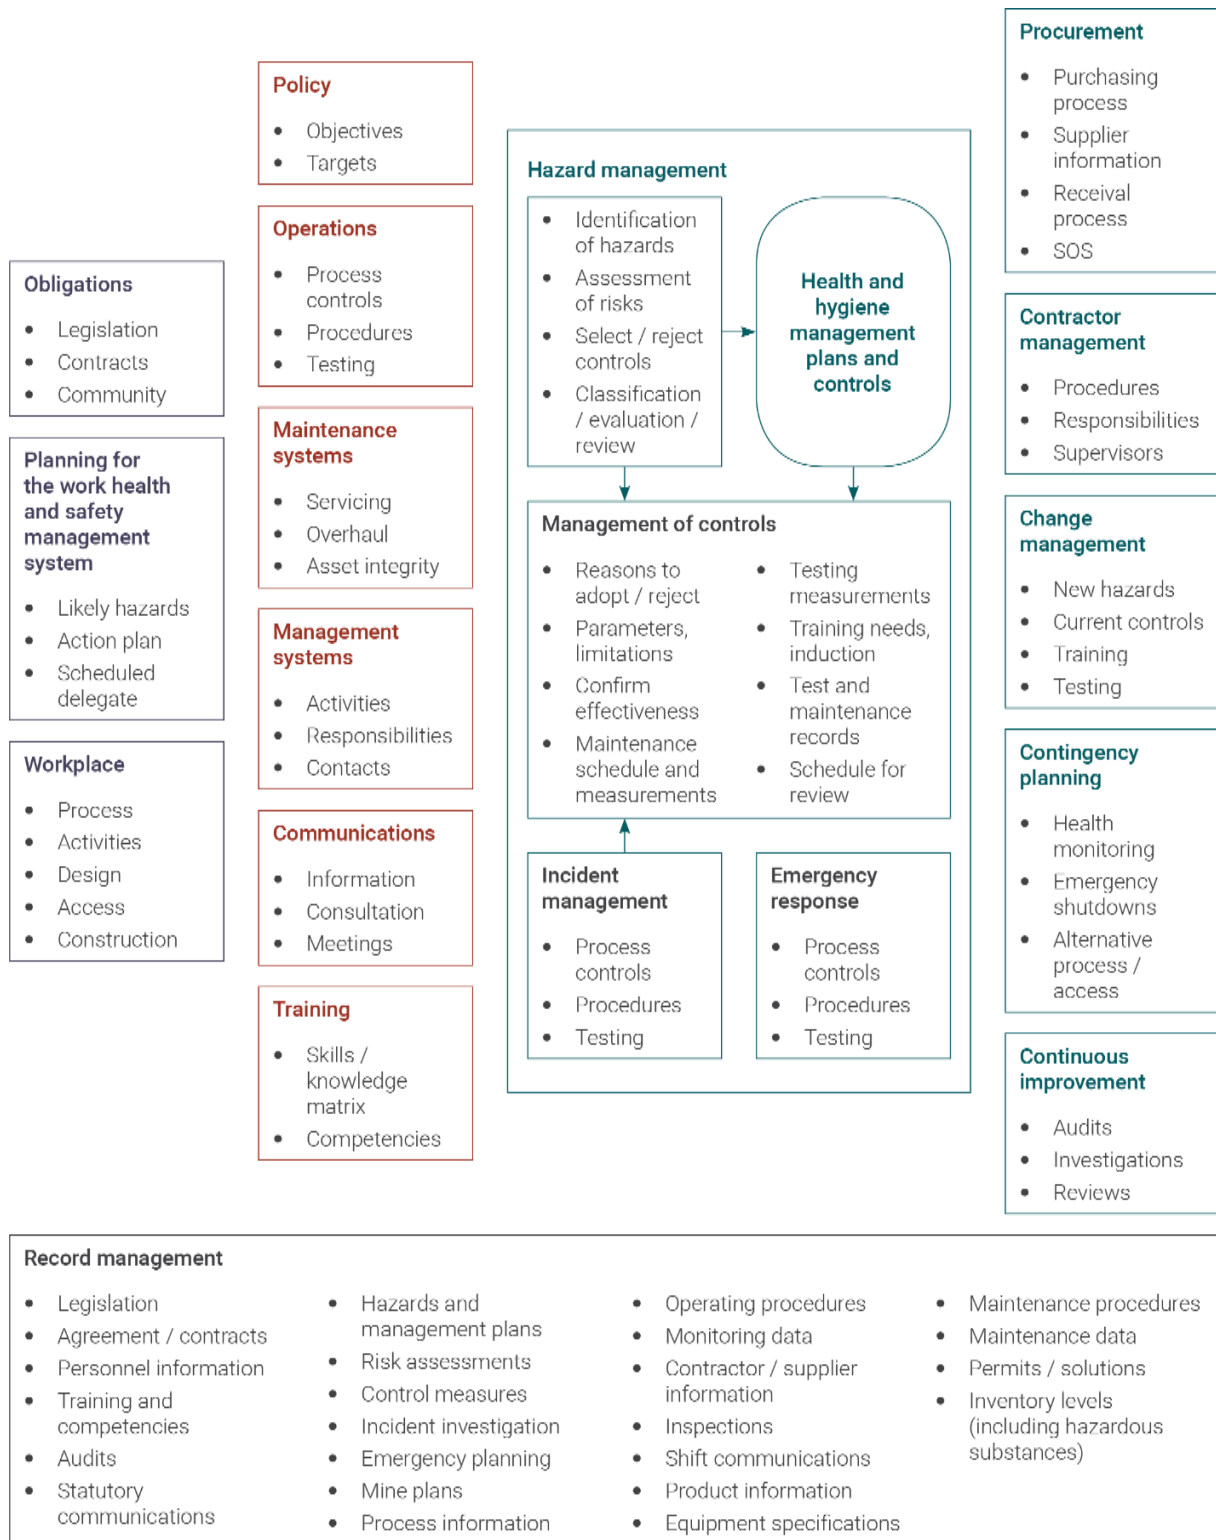 Obligations
• Legislation
• Contracts
• Community
Planning for
the work health
and safety
management
system
• Likely hazards
• Action plan
• Scheduled
delegate
Workplace
• Process
• Activities
• Design
• Access
• Construction
Policy
• Objectives
• Targets
Operations
• Process
controls
• Procedures
• Testing
Maintenance
systems
• Servicing
• Overhaul
• Asset integrity
Management
systems
• Activities
• Responsibilities
• Contacts
Communications
• Information
• Consultation
• Meetings
Training
• Skills /
knowledge
matrix
• Competencies
Hazard management
• Identification
of hazards
• Assessment
of risks
• Select / reject
controls
• Classification
/ evaluation /
review
Health and
hygiene
management
plans and
controls
Management of controls
• Reasons to
adopt / reject
• Parameters,
limitations
• Confirm
effectiveness
• Maintenance
schedule and
measurements
• Testing
measurements
• Training needs,
induction
• Test and
maintenance
records
• Schedule for
review
Incident
management
• Process
controls
• Procedures
• Testing
Emergency
response
• Process
controls
• Procedures
• Testing
Procurement
• Purchasing
process
• Supplier
information
• Receival
process
• SOS
Contractor
management
• Procedures
• Responsibilities
• Supervisors
Change
management
• New hazards
• Current controls
• Training
• Testing
Contingency
planning
• Health
monitoring
• Emergency
shutdowns
• Alternative
process /
access
Continuous
improvement
• Audits
• Investigations
• Reviews
Record management
• Legislation
• Agreement / contracts
• Personnel information
• Training and
competencies
• Audits
• Statutory
communications
• Hazards and
management plans
• Risk assessments
• Control measures
• Incident investigation
• Emergency planning
• Mine plans
• Process information
• Operating procedures
• Monitoring data
• Contractor / supplier
information
• Inspections
• Shift communications
• Product information
• Equipment specifications
• Maintenance procedures
• Maintenance data
• Permits / solutions
• Inventory levels
(including hazardous
substances)